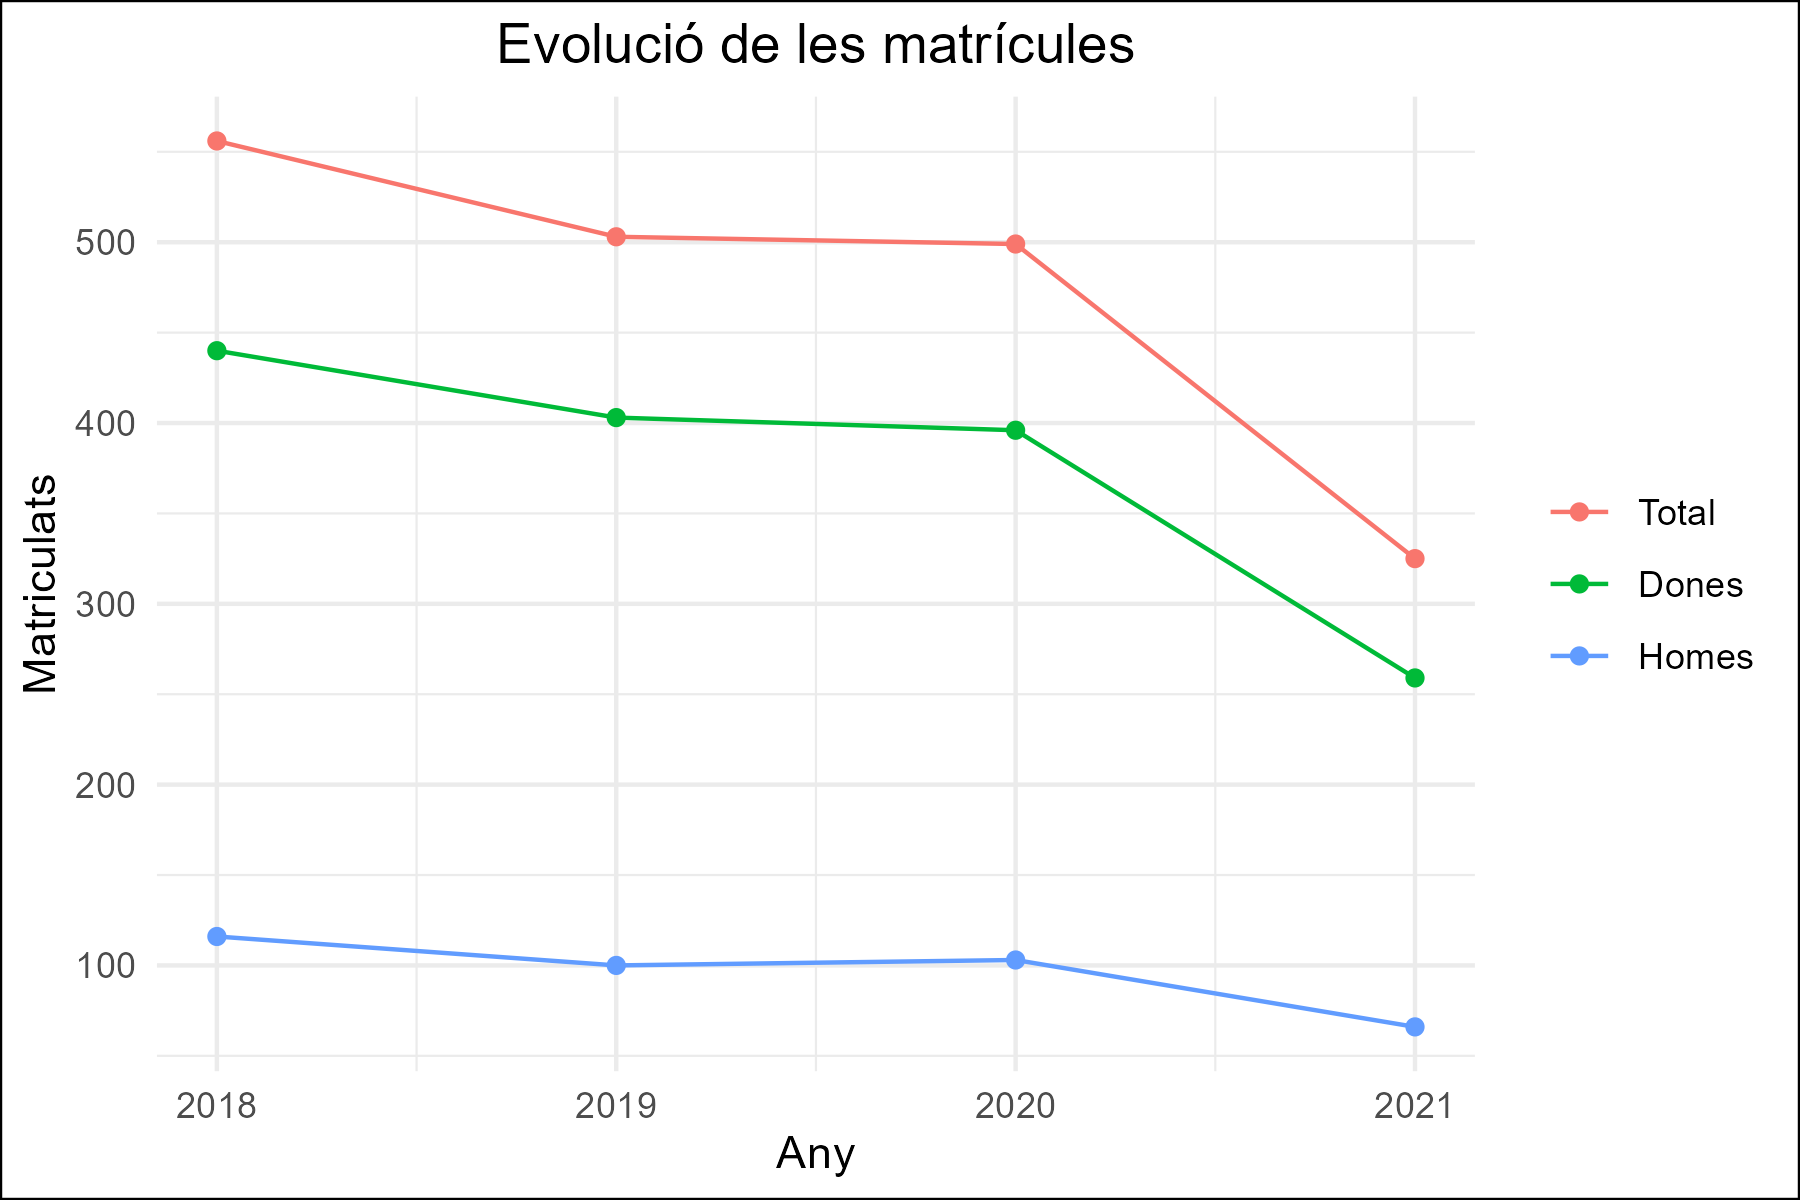 Evolució de les matrícules
500
400
300
200
100
Matriculats
2018
2019
2020
2021
Any
Total
Dones
Homes